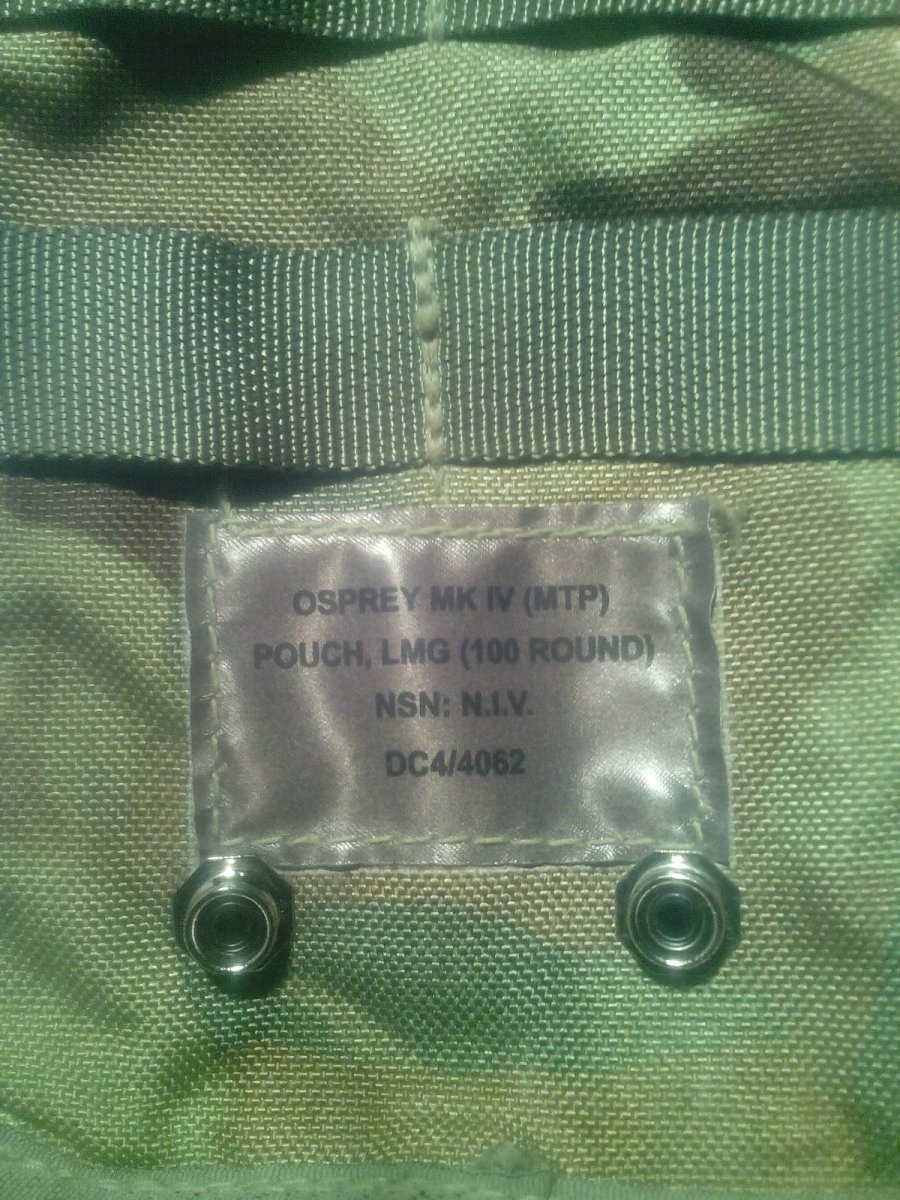 OSPREY MK IV (MTP)
POUCH, LMG (100 ROUND)
NSN: N.I.V.
DC4/4062